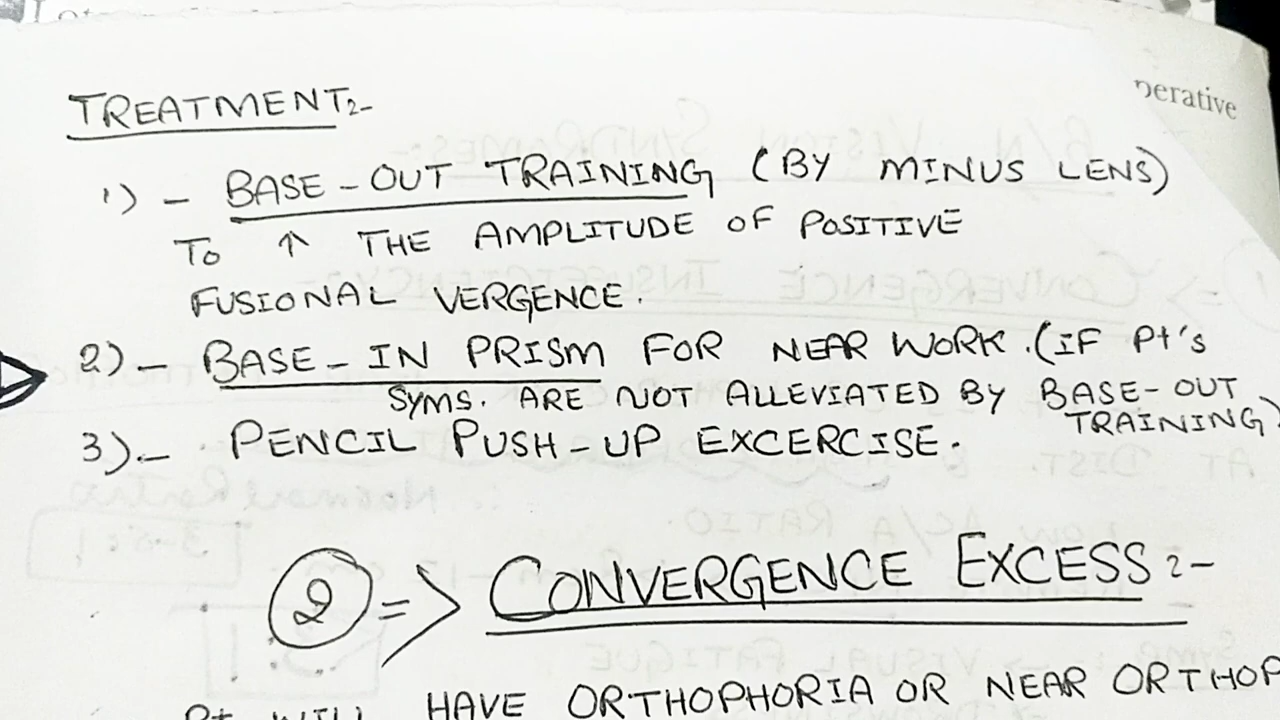 perative
TREATMENT:-
1) - BASE-OUT TRAINING (BY MINUS LENS)
TO ↑ THE AMPLITUDE OF POSITIVE
FUSIONAL VERGENCE.
2) - BASE-IN PRISM FOR NEAR WORK. (IF Pt's
SYMS. ARE NOT ALLEVIATED BY BASE-OUT
TRAINING)
3) - PENCIL PUSH-UP EXCERCISE.
2 => CONVERGENCE EXCESS:-
Pt WILL HAVE ORTHOPHORIA OR NEAR ORTHOP